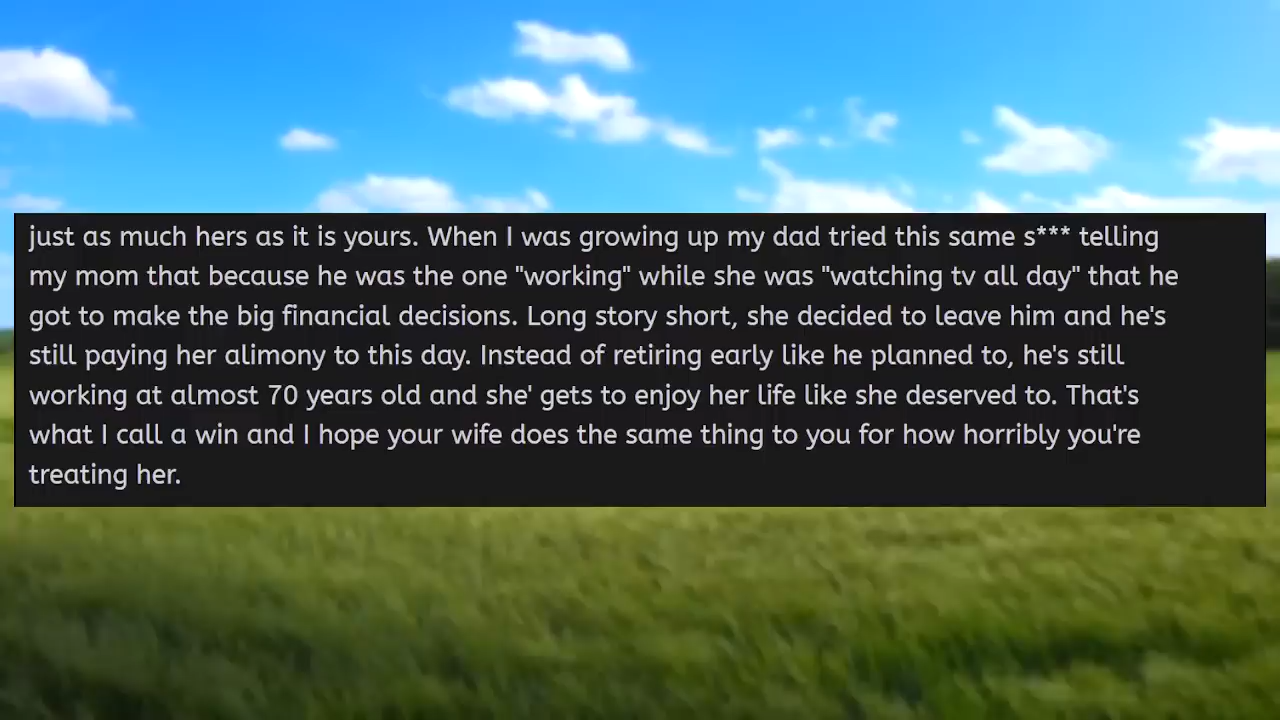 just as much hers as it is yours. When I was growing up my dad tried this same s*** telling
my mom that because he was the one "working" while she was "watching tv all day" that he
got to make the big financial decisions. Long story short, she decided to leave him and he's
still paying her alimony to this day. Instead of retiring early like he planned to, he's still
working at almost 70 years old and she' gets to enjoy her life like she deserved to. That's
what I call a win and I hope your wife does the same thing to you for how horribly you're
treating her.